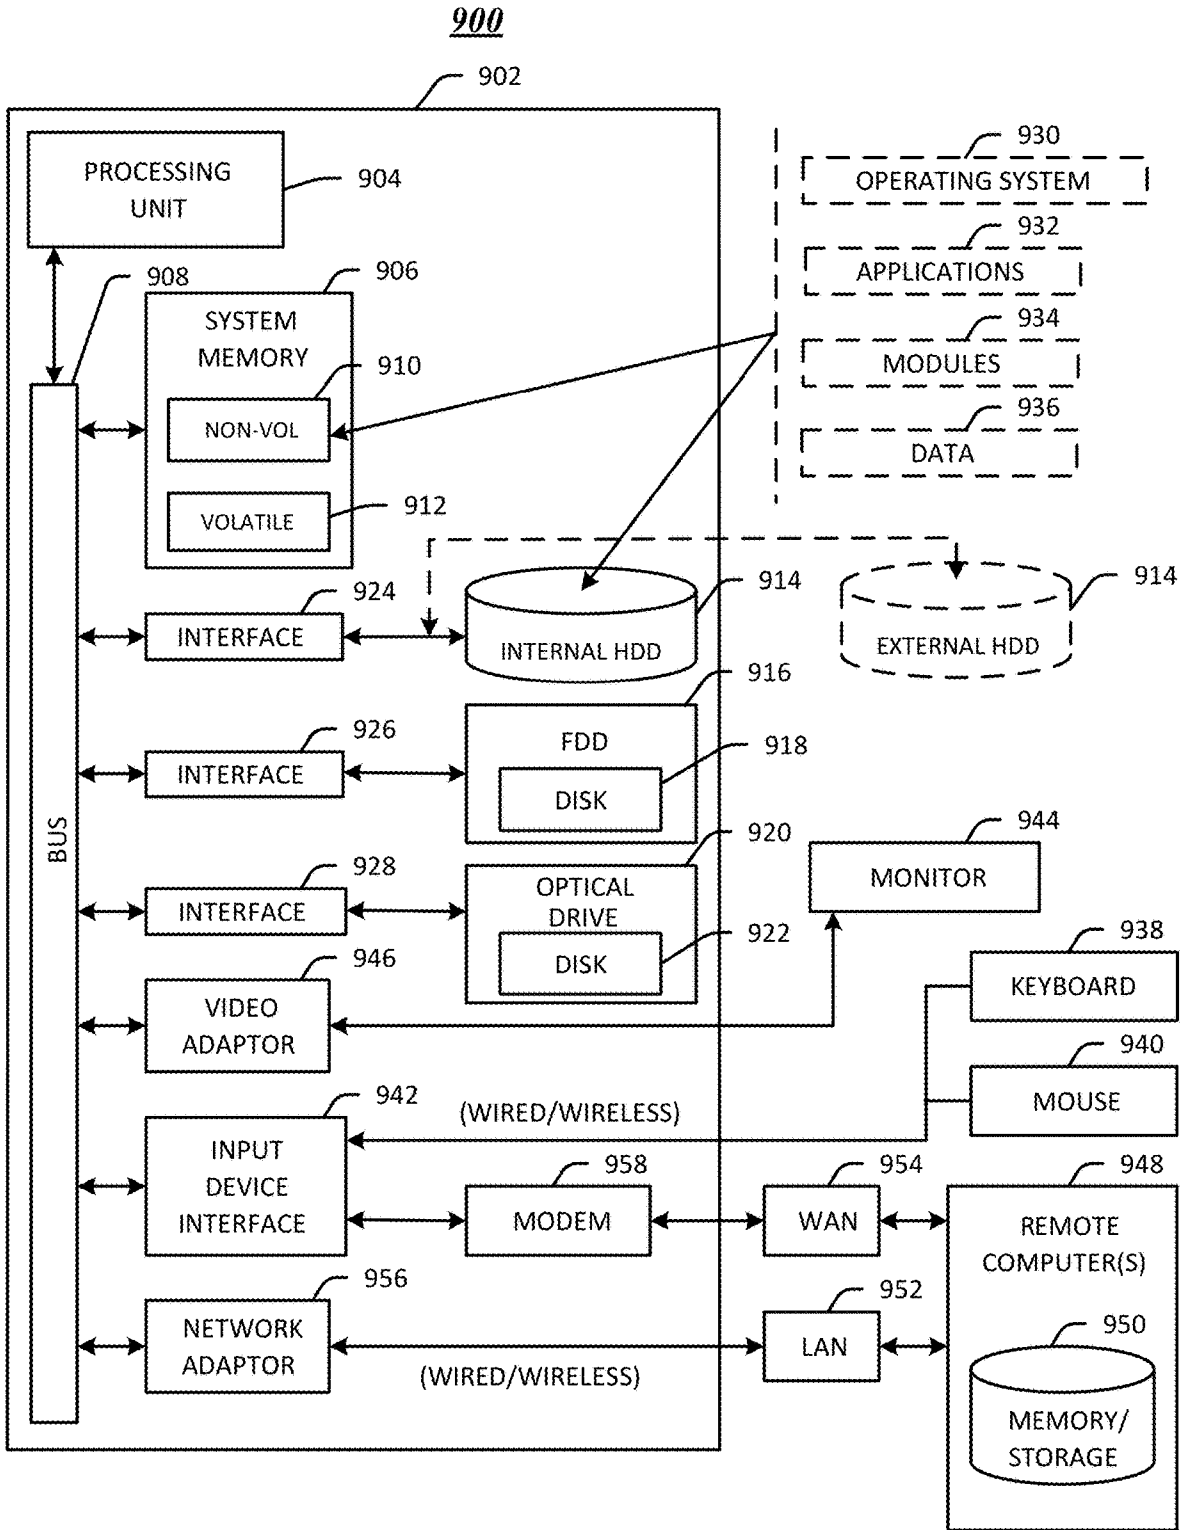 900
902
PROCESSING
UNIT
904
930
OPERATING SYSTEM
932
APPLICATIONS
934
MODULES
936
DATA
908
906
SYSTEM
MEMORY
910
NON-VOL
912
VOLATILE
924
INTERFACE
914
INTERNAL HDD
914
EXTERNAL HDD
916
FDD
918
DISK
926
INTERFACE
BUS
920
OPTICAL
DRIVE
922
DISK
928
INTERFACE
944
MONITOR
946
VIDEO
ADAPTOR
938
KEYBOARD
940
MOUSE
942
INPUT
DEVICE
INTERFACE
(WIRED/WIRELESS)
958
MODEM
954
WAN
948
REMOTE
COMPUTER(S)
956
NETWORK
ADAPTOR
(WIRED/WIRELESS)
952
LAN
950
MEMORY/
STORAGE